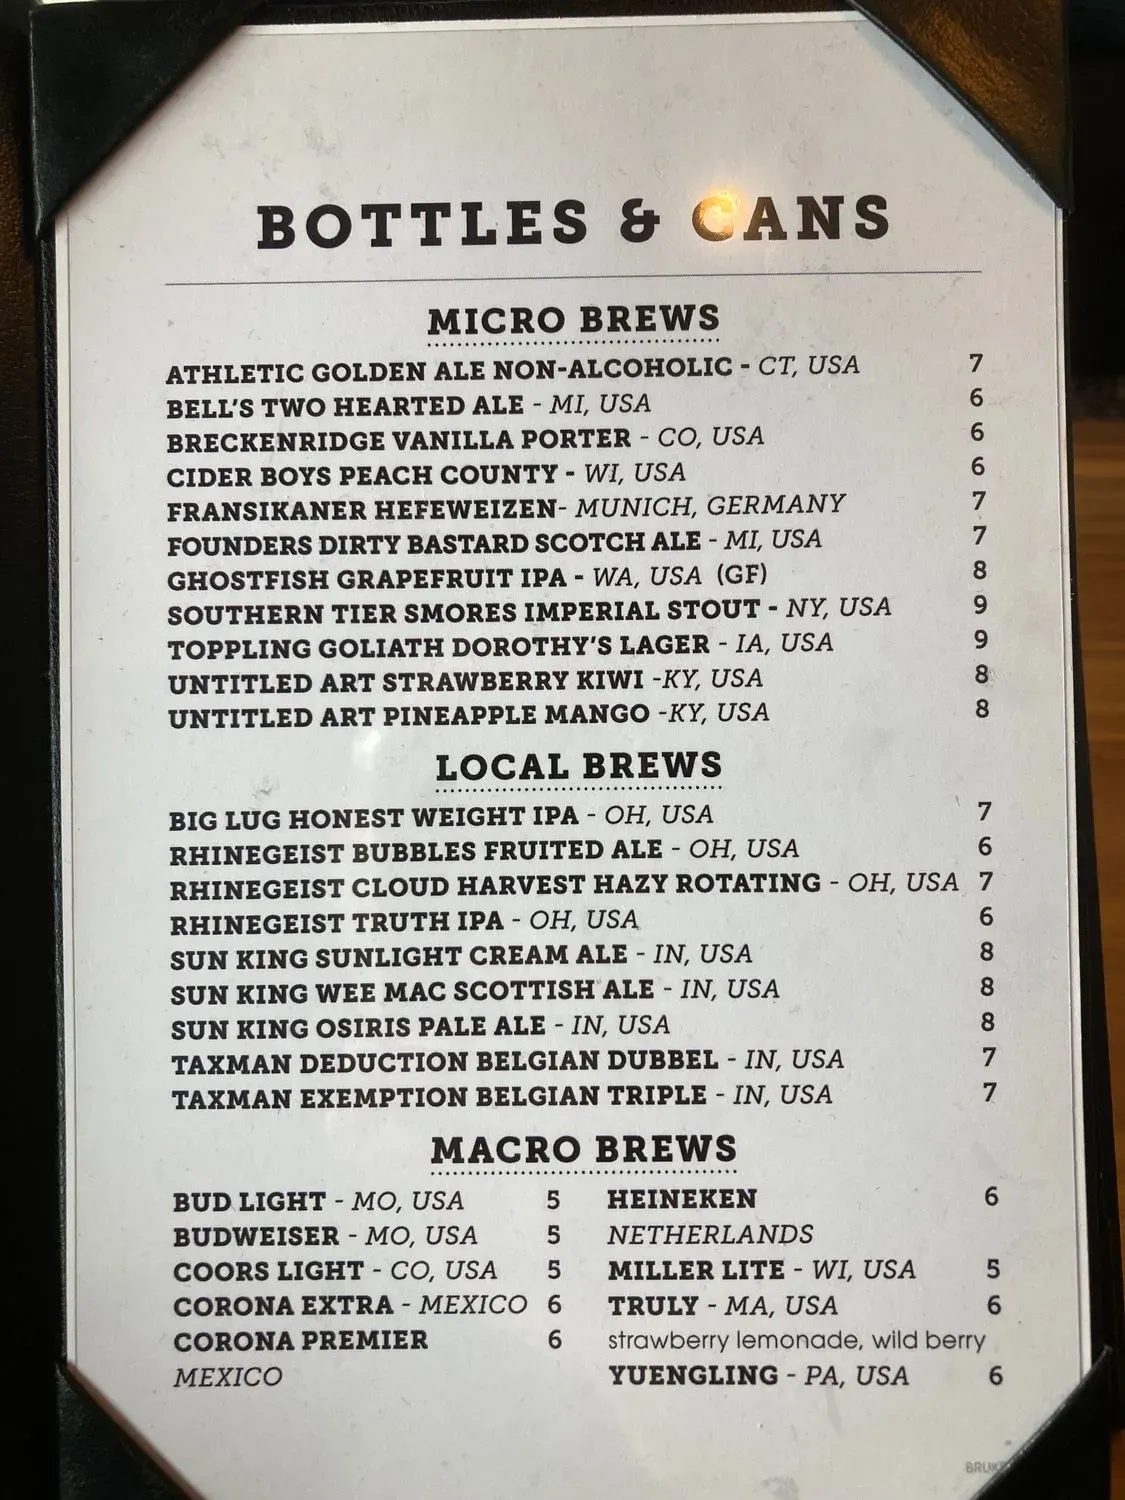 BOTTLES & CANS
MICRO BREWS
ATHLETIC GOLDEN ALE NON-ALCOHOLIC - CT, USA 7
BELL'S TWO HEARTED ALE - MI, USA 6
BRECKENRIDGE VANILLA PORTER - CO, USA 6
CIDER BOYS PEACH COUNTY - WI, USA 6
FRANSIKANER HEFEWEIZEN- MUNICH, GERMANY 7
FOUNDERS DIRTY BASTARD SCOTCH ALE - MI, USA 7
GHOSTFISH GRAPEFRUIT IPA - WA, USA (GF) 8
SOUTHERN TIER SMORES IMPERIAL STOUT - NY, USA 9
TOPPLING GOLIATH DOROTHY'S LAGER - IA, USA 9
UNTITLED ART STRAWBERRY KIWI -KY, USA 8
UNTITLED ART PINEAPPLE MANGO -KY, USA 8
LOCAL BREWS
BIG LUG HONEST WEIGHT IPA - OH, USA 7
RHINEGEIST BUBBLES FRUITED ALE - OH, USA 6
RHINEGEIST CLOUD HARVEST HAZY ROTATING - OH, USA 7
RHINEGEIST TRUTH IPA - OH, USA 6
SUN KING SUNLIGHT CREAM ALE - IN, USA 8
SUN KING WEE MAC SCOTTISH ALE - IN, USA 8
SUN KING OSIRIS PALE ALE - IN, USA 8
TAXMAN DEDUCTION BELGIAN DUBBEL - IN, USA 7
TAXMAN EXEMPTION BELGIAN TRIPLE - IN, USA 7
MACRO BREWS
BUD LIGHT - MO, USA 5
BUDWEISER - MO, USA 5
COORS LIGHT - CO, USA 5
CORONA EXTRA - MEXICO 6
CORONA PREMIER 6
MEXICO
HEINEKEN 6
NETHERLANDS
MILLER LITE - WI, USA 5
TRULY - MA, USA 6
strawberry lemonade, wild berry
YUENGLING - PA, USA 6